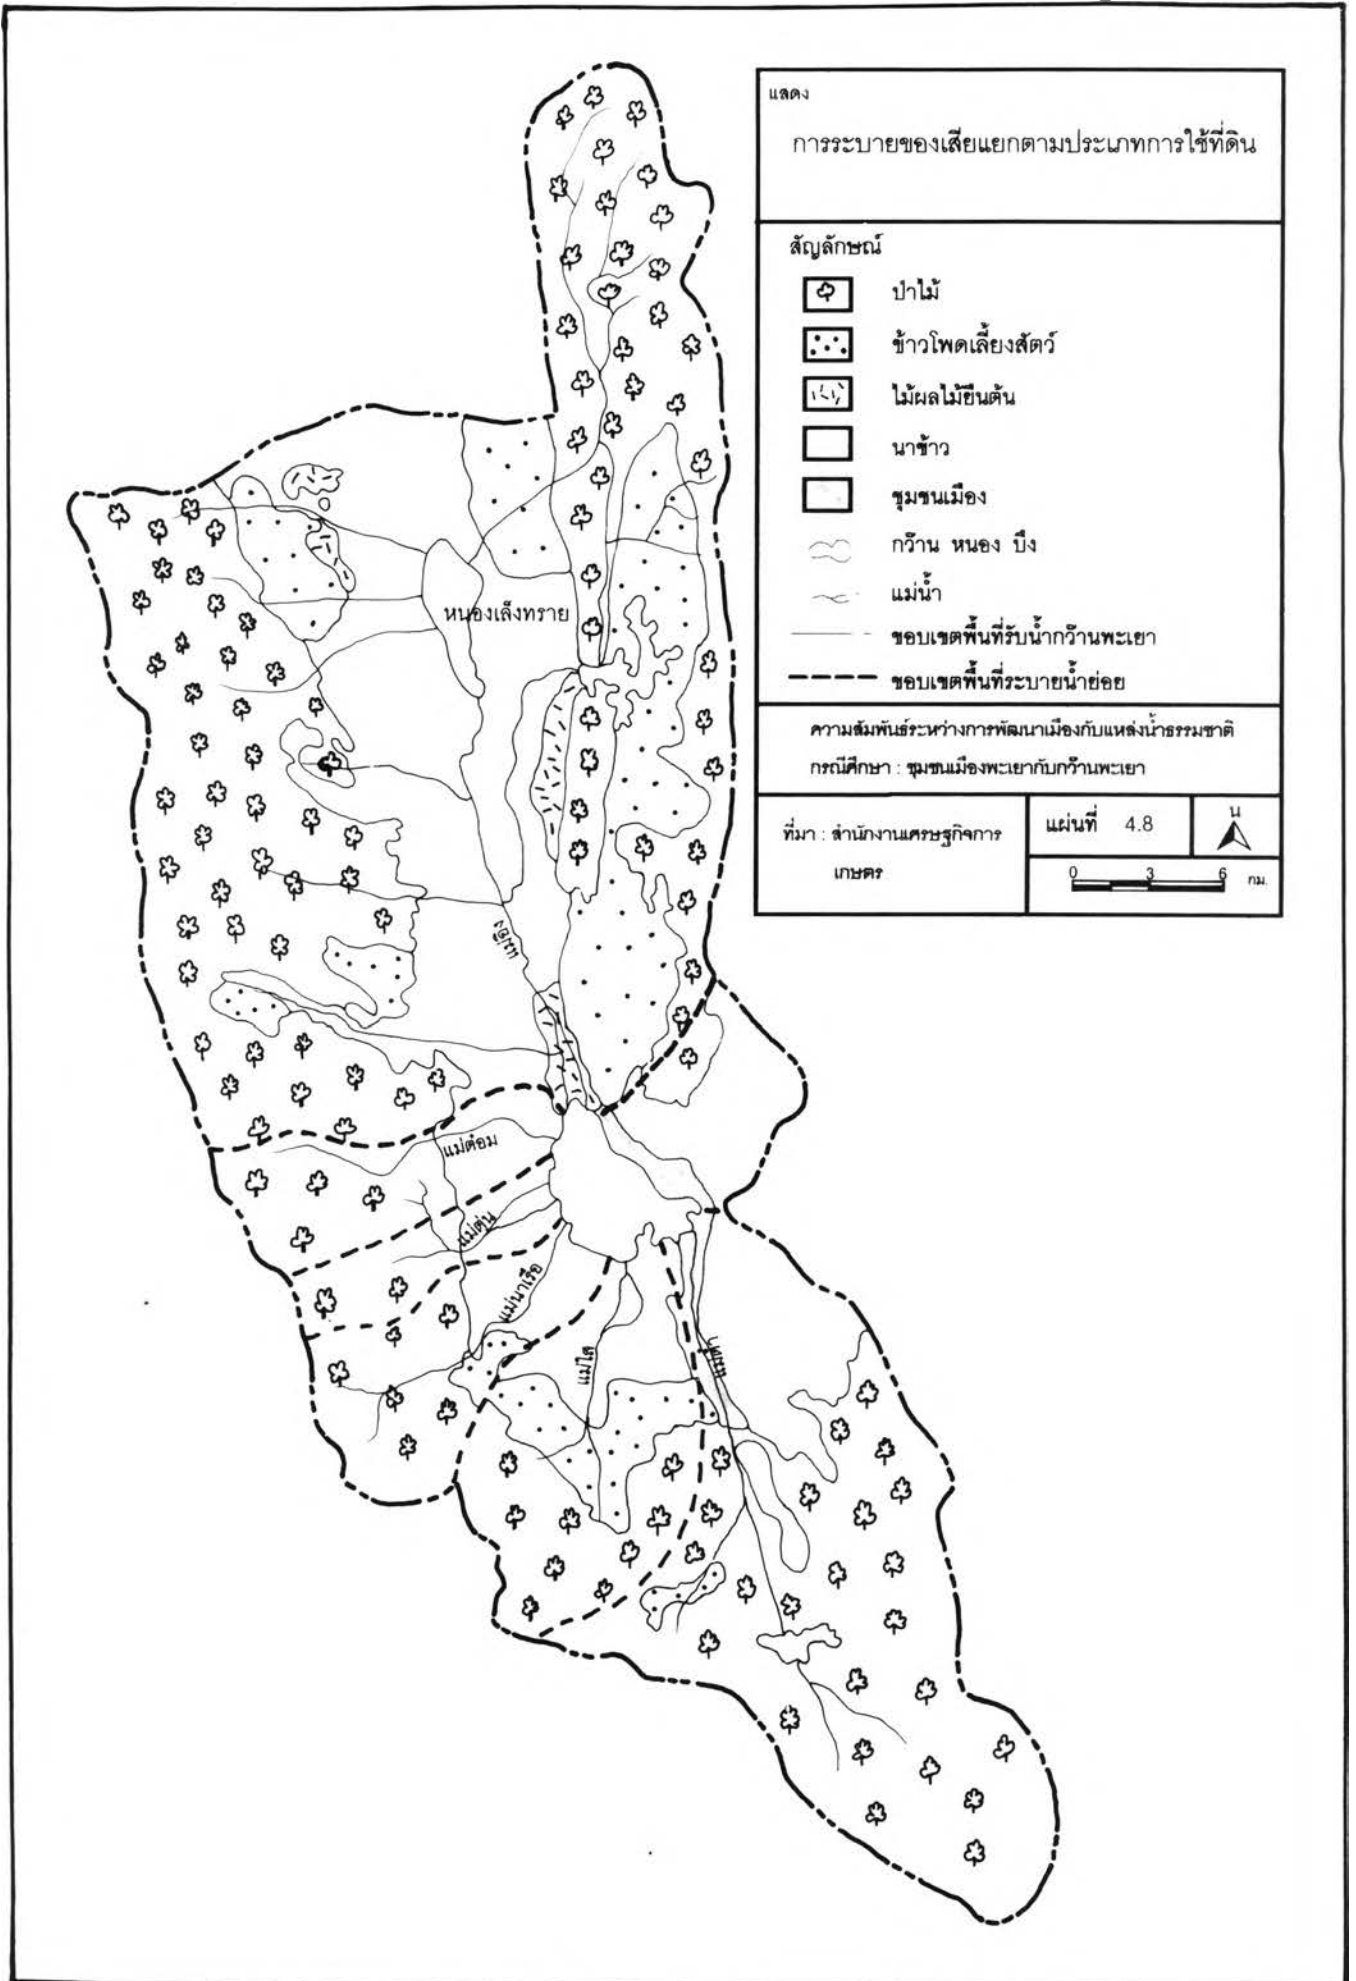 แสดง
การระบายของเสียแยกตามประเภทการใช้ที่ดิน
สัญลักษณ์
ป่าไม้
ข้าวโพดเลี้ยงสัตว์
ไม้ผลไม้ยืนต้น
นาข้าว
ชุมชนเมือง
กว๊าน หนอง บึง
แม่น้ำ
ขอบเขตพื้นที่รับน้ำกว๊านพะเยา
ขอบเขตพื้นที่ระบายน้ำย่อย
ความสัมพันธ์ระหว่างการพัฒนาเมืองกับแหล่งน้ำธรรมชาติ
กรณีศึกษา : ชุมชนเมืองพะเยากับกว๊านพะเยา
ที่มา : สำนักงานเศรษฐกิจการ
เกษตร
แผ่นที่ 4.8
น
0 3 6 กม.
หนองเล็งทราย
แม่อิง
แม่ต๋อม
แม่ตุ่น
แม่นาเรือ
แม่ใส